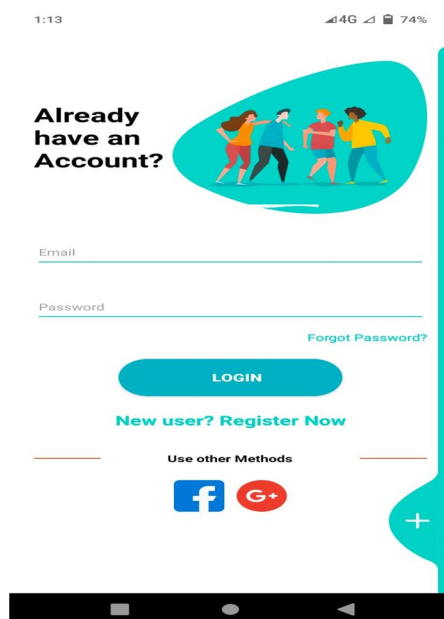 1:13 4G 74%
Already
have an
Account?
Email
Password
Forgot Password?
LOGIN
New user? Register Now
Use other Methods
f G+
+